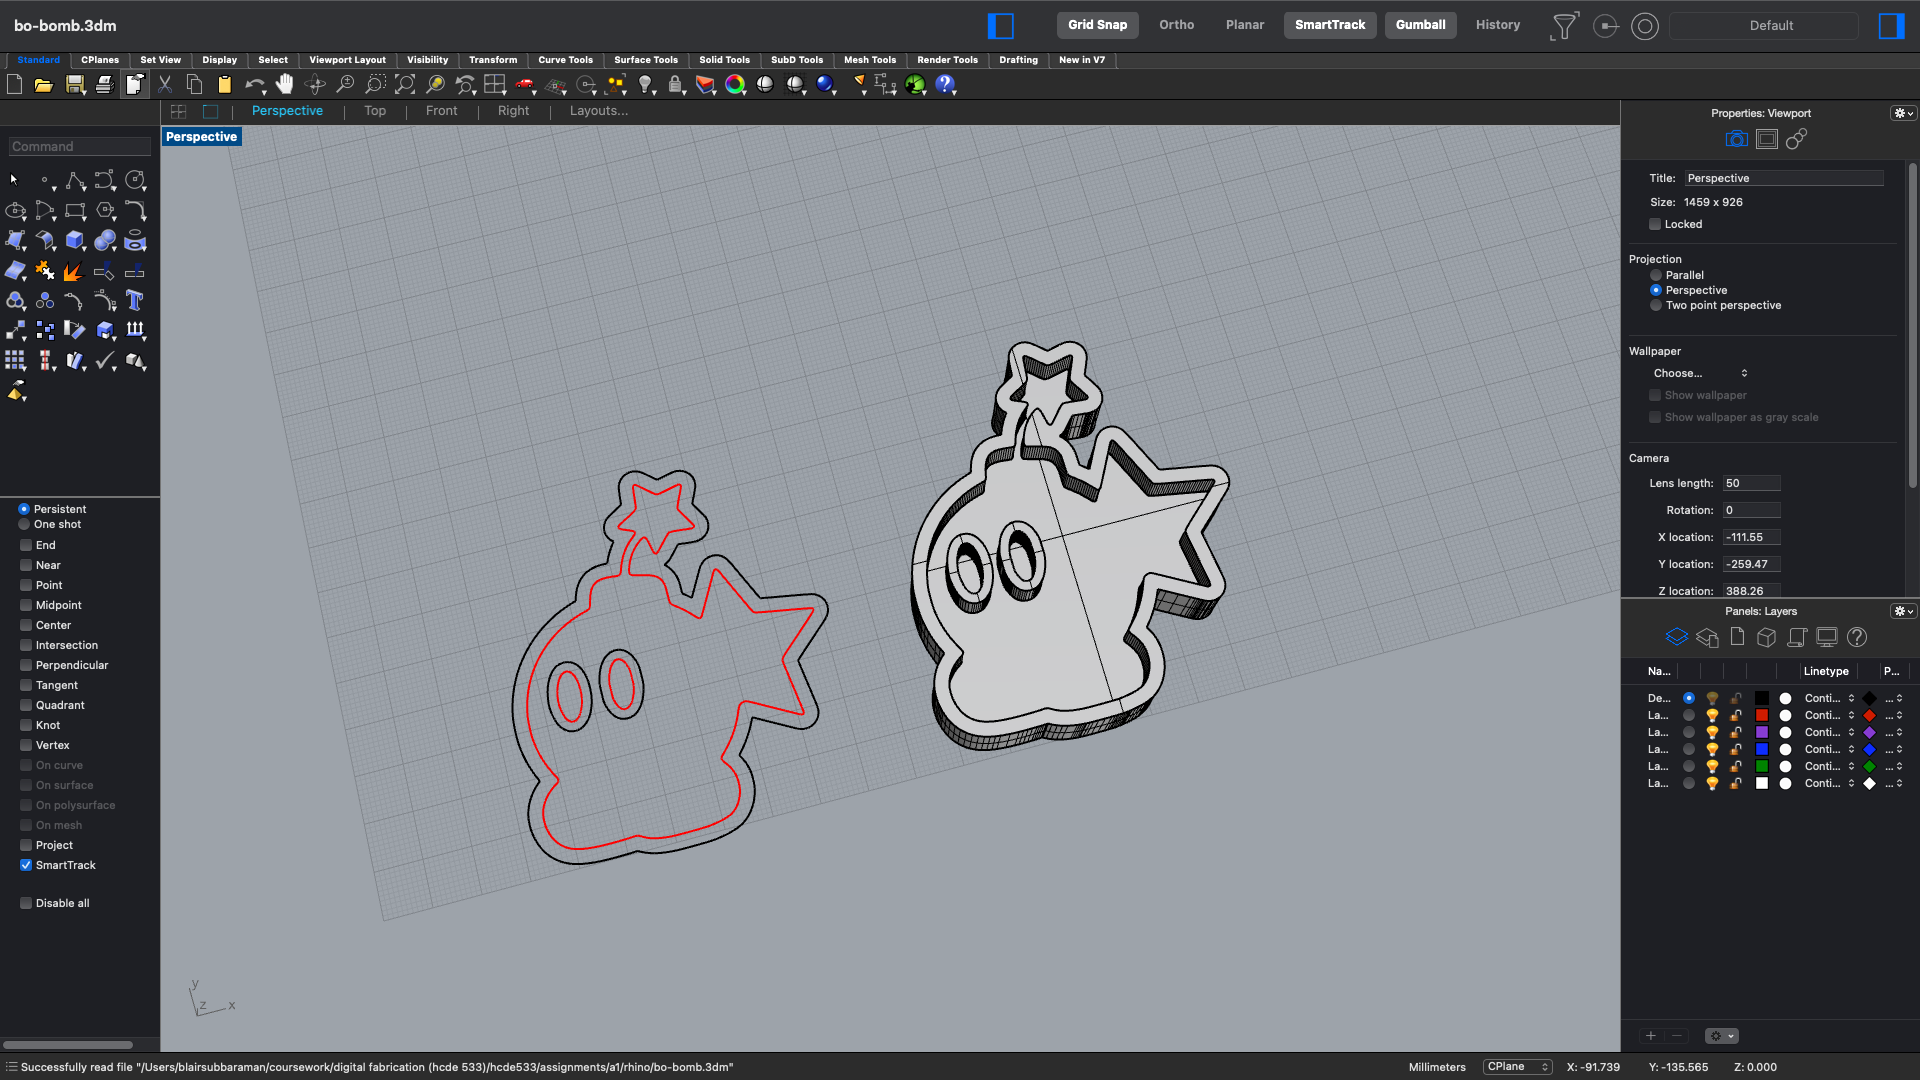 bo-bomb.3dm
Grid Snap
Ortho
Planar
SmartTrack
Gumball
History
Default
Standard
CPlanes
Set View
Display
Select
Viewport Layout
Visibility
Transform
Curve Tools
Surface Tools
Solid Tools
SubD Tools
Mesh Tools
Render Tools
Drafting
New in V7
Perspective
Top
Front
Right
Layouts...
Perspective
Command
Persistent
One shot
End
Near
Point
Midpoint
Center
Intersection
Perpendicular
Tangent
Quadrant
Knot
Vertex
On curve
On surface
On polysurface
On mesh
Project
SmartTrack
Disable all
y
z
x
Properties: Viewport
Title: Perspective
Size: 1459 x 926
Locked
Projection
Parallel
Perspective
Two point perspective
Wallpaper
Choose...
Show wallpaper
Show wallpaper as gray scale
Camera
Lens length: 50
Rotation: 0
X location: -111.55
Y location: -259.47
Z location: 388.26
Panels: Layers
Na... Linetype P...
De... Conti... ...
La... Conti... ...
La... Conti... ...
La... Conti... ...
La... Conti... ...
La... Conti... ...
Successfully read file "/Users/blairsubbaraman/coursework/digital fabrication (hcde 533)/hcde533/assignments/a1/rhino/bo-bomb.3dm"
Millimeters
CPlane
X: -91.739
Y: -135.565
Z: 0.000